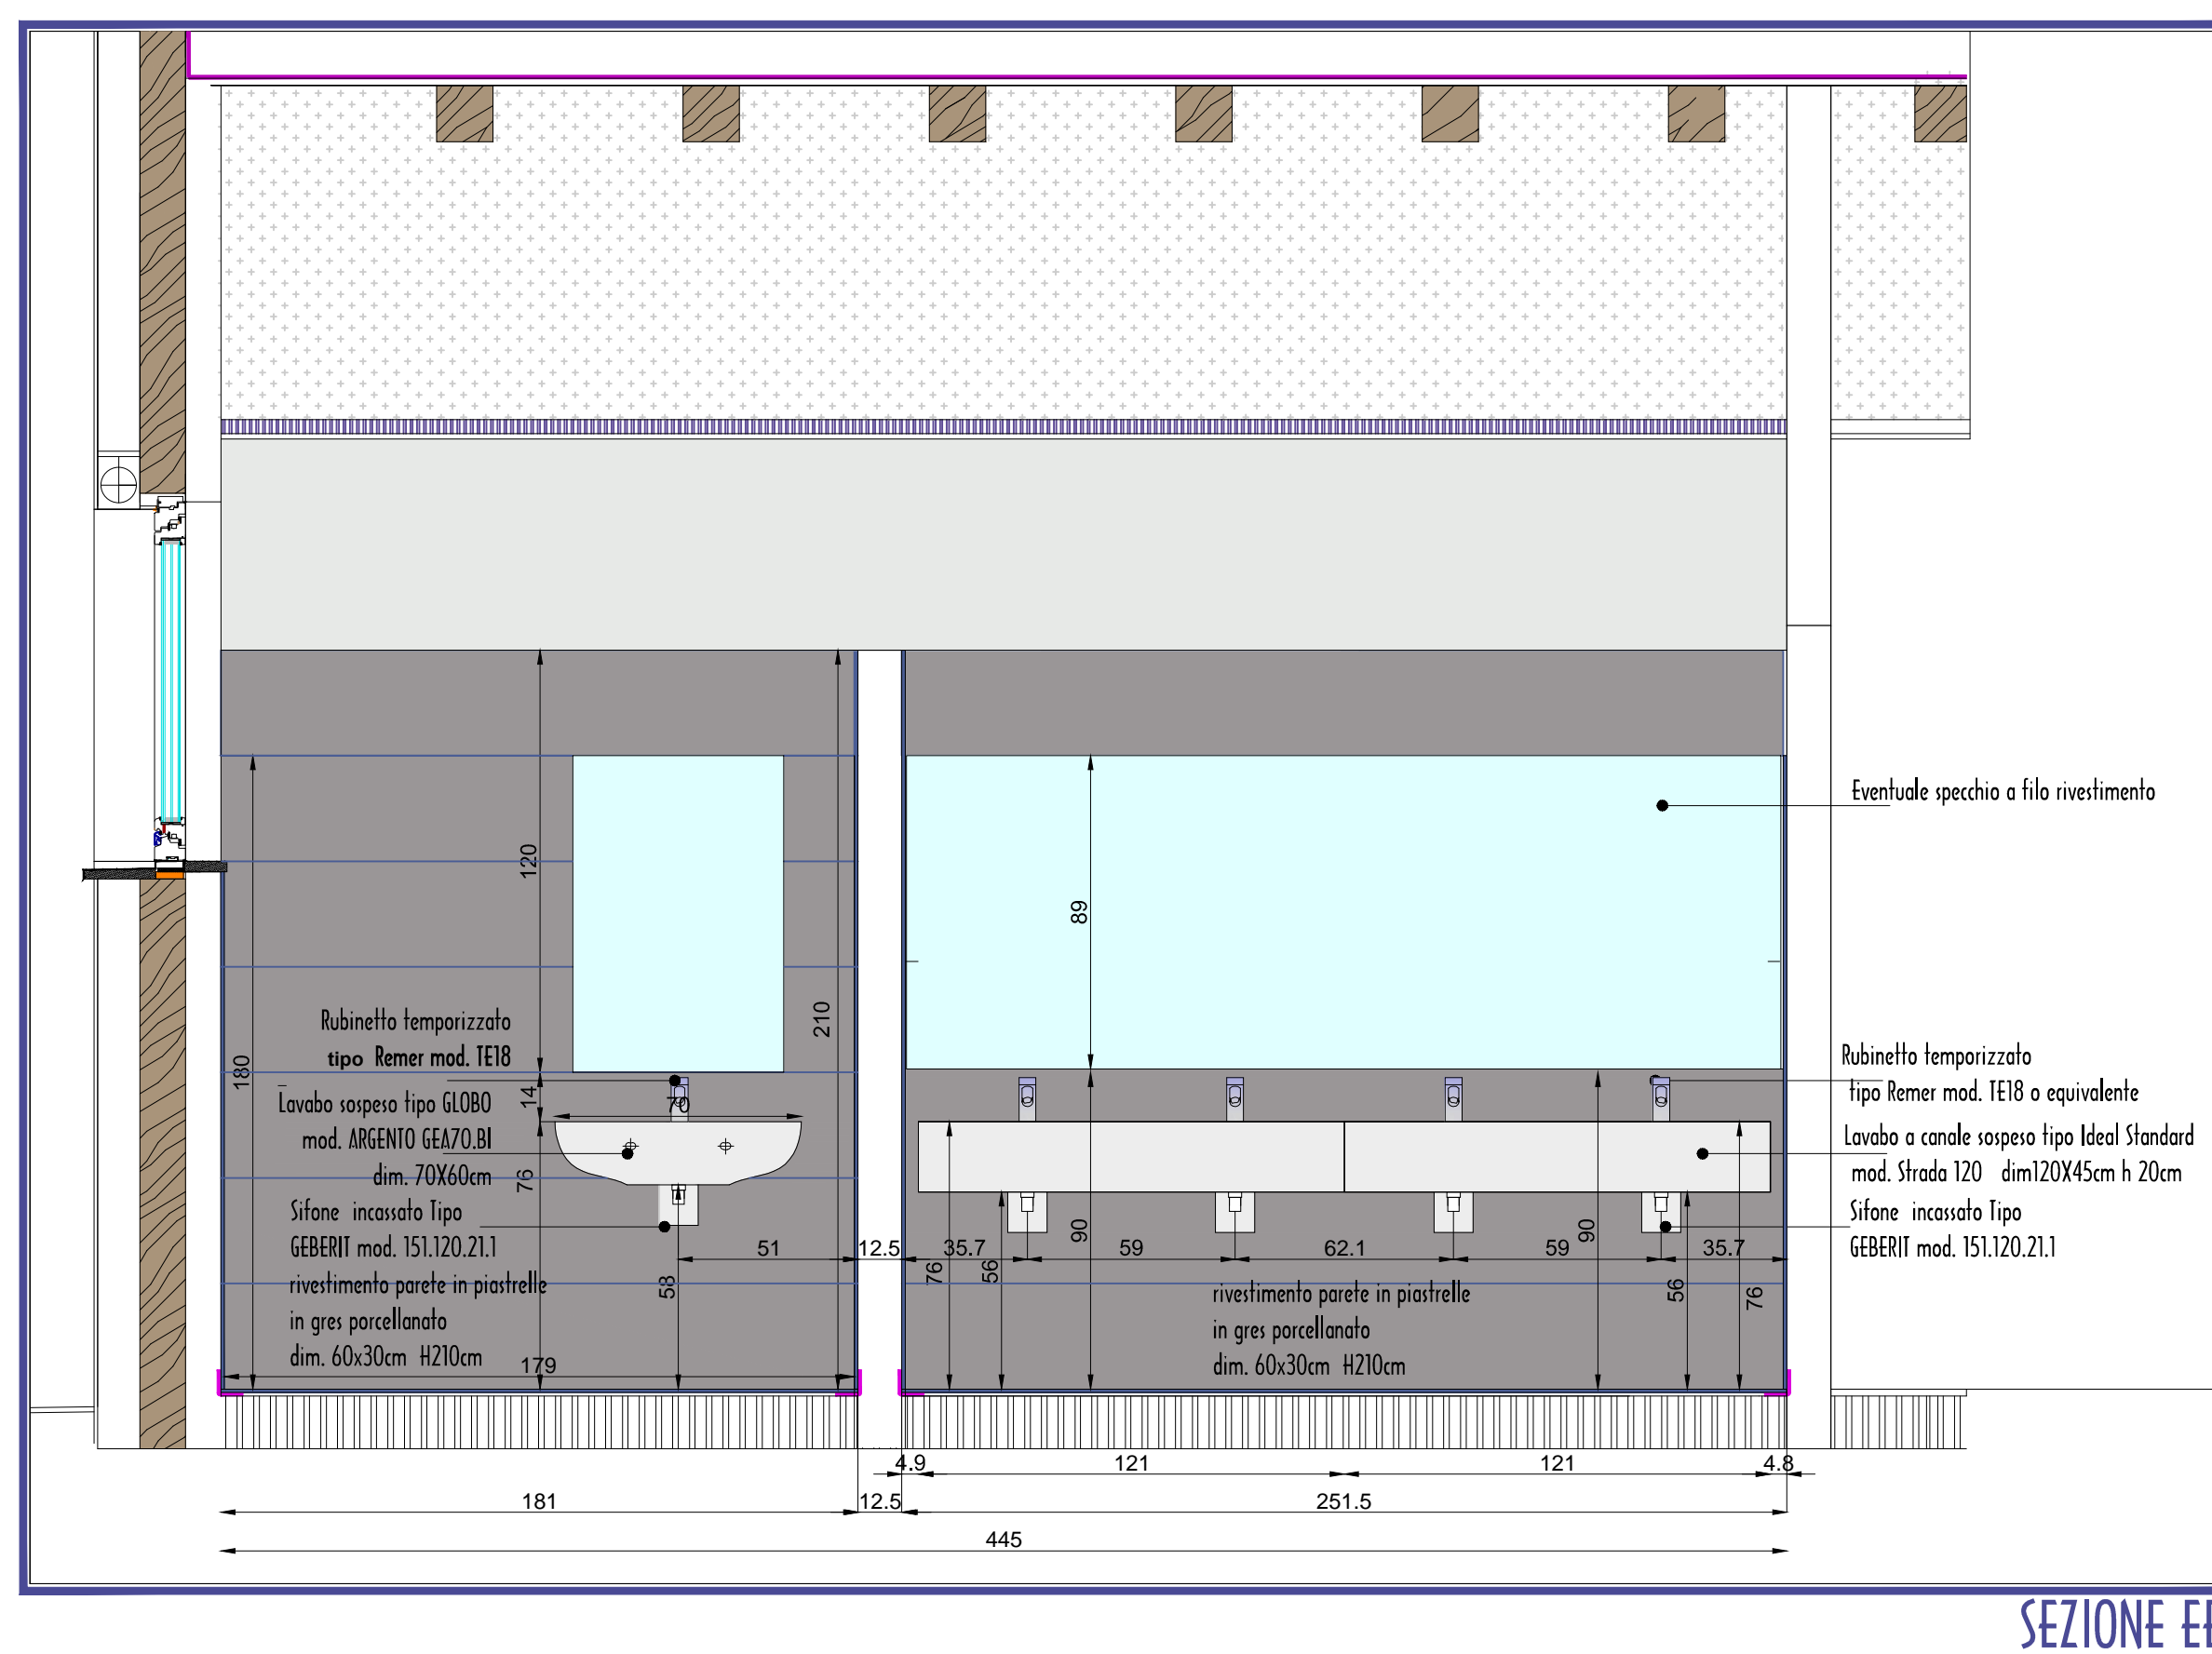 Eventuale specchio a filo rivestimento
120
89
210
180
Rubinetto temporizzato
tipo Remer mod. TE18
14
70
Lavabo sospeso tipo GLOBO
mod. ARGENTO GEA70.BI
dim. 70X60cm
76
Sifone incassato Tipo
GEBERIT mod. 151.120.21.1
rivestimento parete in piastrelle
in gres porcellanato
dim. 60x30cm H210cm
179
58
51
12.5
35.7
59
62.1
59
35.7
76
56
90
90
56
76
rivestimento parete in piastrelle
in gres porcellanato
dim. 60x30cm H210cm
Rubinetto temporizzato
tipo Remer mod. TE18 o equivalente
Lavabo a canale sospeso tipo Ideal Standard
mod. Strada 120 dim120X45cm h 20cm
Sifone incassato Tipo
GEBERIT mod. 151.120.21.1
4.9
121
121
4.8
181
12.5
251.5
445
SEZIONE